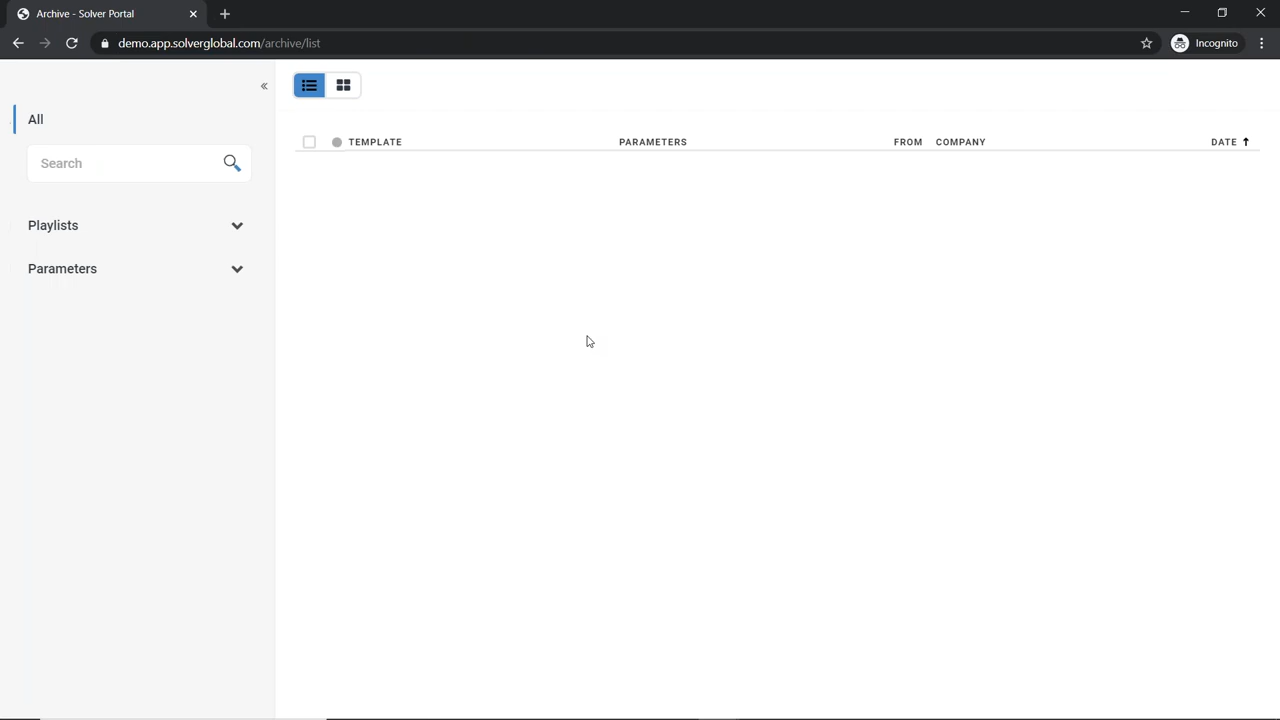 Archive - Solver Portal
demo.app.solverglobal.com/archive/list
Incognito
All
Search
Playlists
Parameters
TEMPLATE PARAMETERS FROM COMPANY DATE